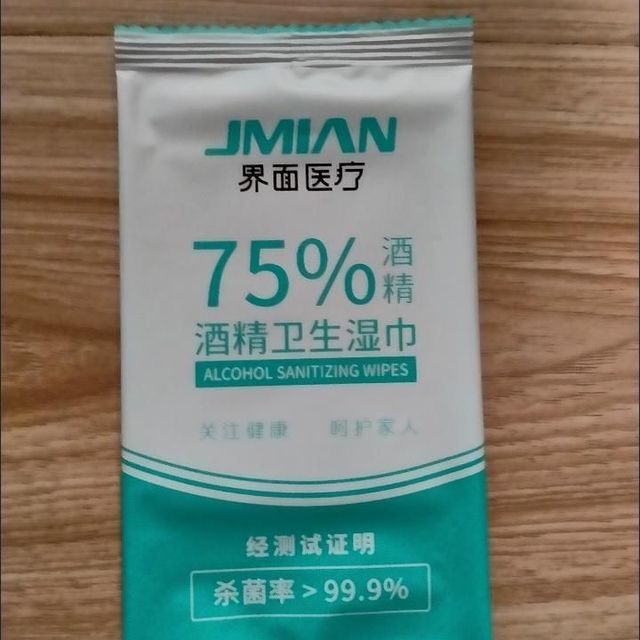 JMIAN
界面医疗
75%酒精
酒精卫生湿巾
ALCOHOL SANITIZING WIPES
关注健康 呵护家人
经测试证明
杀菌率>99.9%